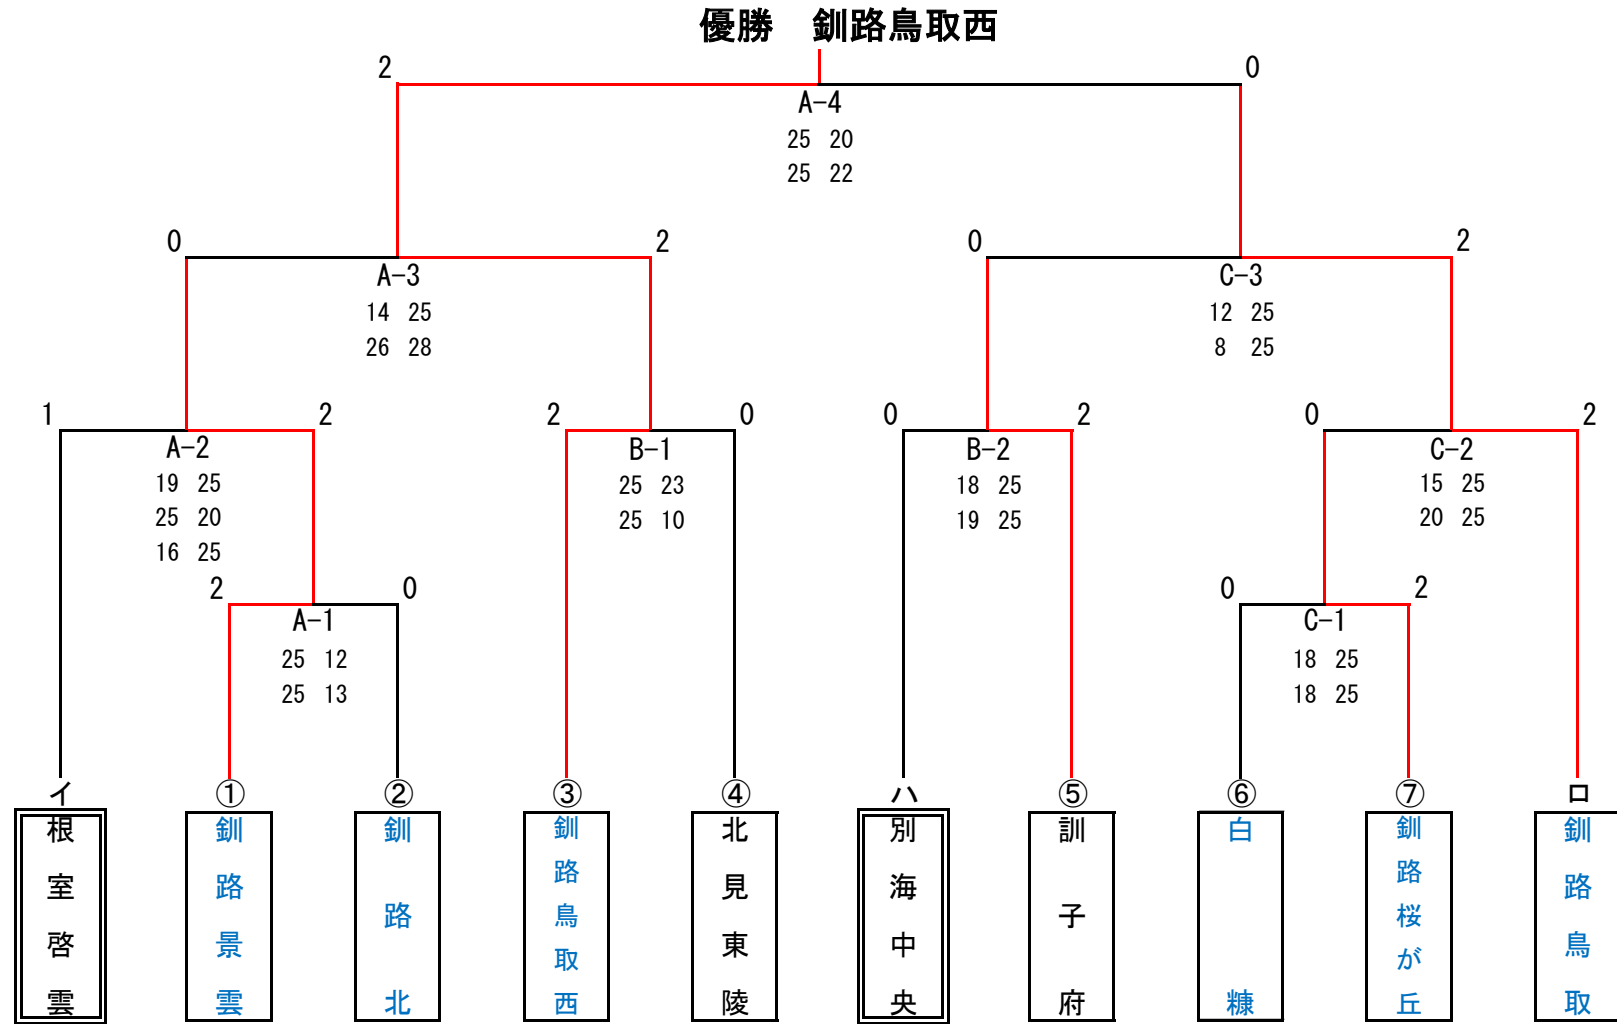 優勝　釧路鳥取西
2 0
A-4
25 20
25 22
0 2 0 2
A-3 C-3
14 25 12 25
26 28 8 25
1 2 2 0 0 2 0 2
A-2 B-1 B-2 C-2
19 25 25 23 18 25 15 25
25 20 25 10 19 25 20 25
16 25
2 0 0 2
A-1 C-1
25 12 18 25
25 13 18 25
イ ① ② ③ ④ ハ ⑤ ⑥ ⑦ ロ
根室啓雲
釧路景雲
釧路北
釧路鳥取西
北見東陵
別海中央
訓子府
白糠
釧路桜が丘
釧路鳥取